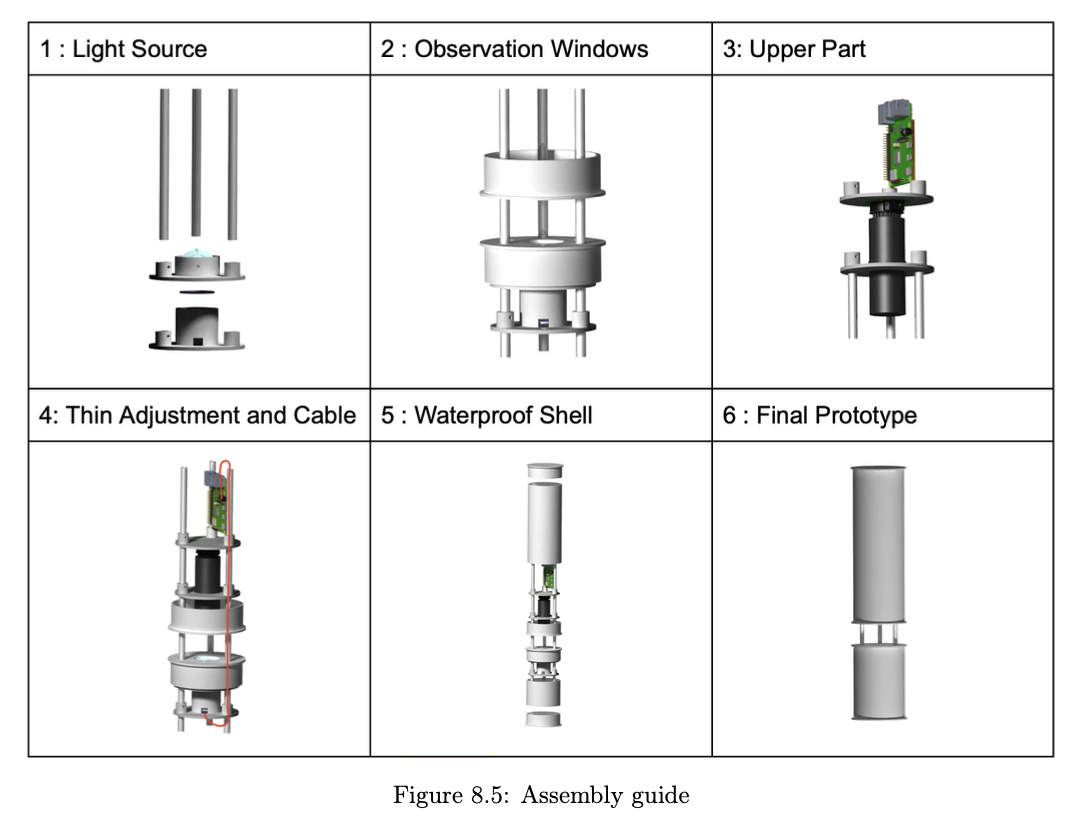 1 : Light Source
2 : Observation Windows
3: Upper Part
4: Thin Adjustment and Cable
5 : Waterproof Shell
6 : Final Prototype
Figure 8.5: Assembly guide